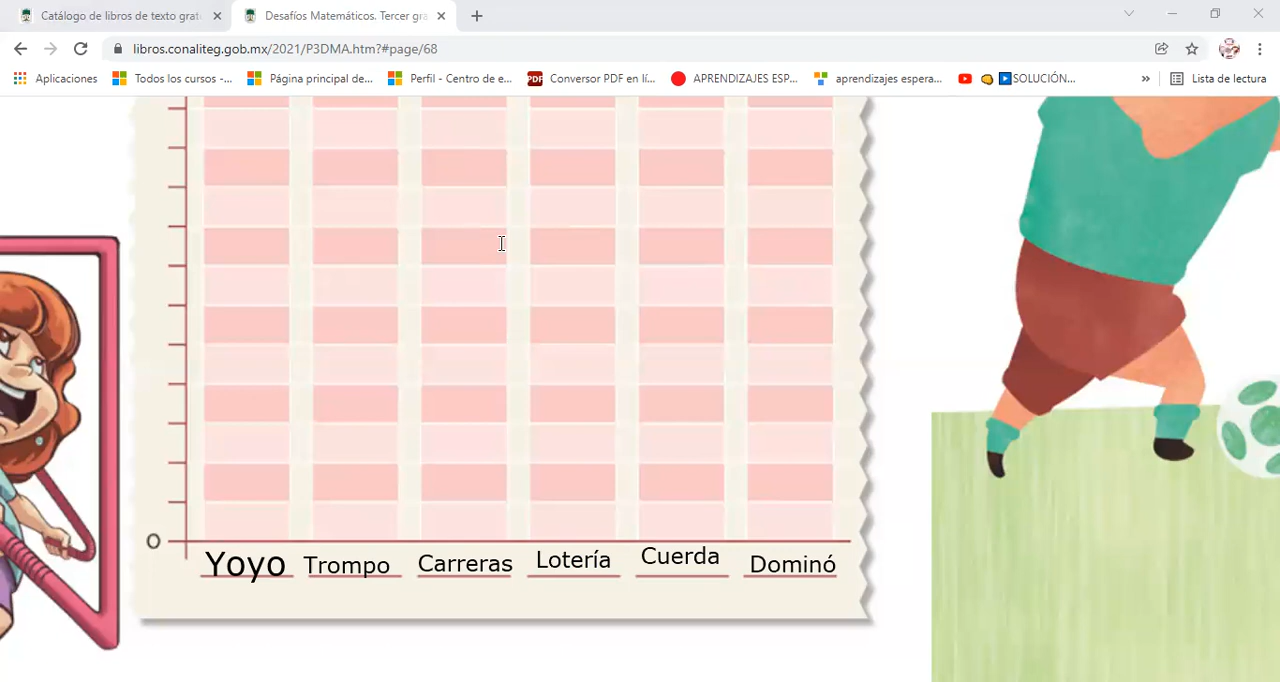 Catálogo de libros de texto grat
Desafíos Matemáticos. Tercer gra
libros.conaliteg.gob.mx/2021/P3DMA.htm?#page/68
Aplicaciones
Todos los cursos -...
Página principal de...
Perfil - Centro de e...
PDF
Conversor PDF en lí...
APRENDIZAJES ESP...
aprendizajes espera...
SOLUCIÓN...
»
Lista de lectura
0
Yoyo Trompo Carreras Lotería Cuerda Dominó